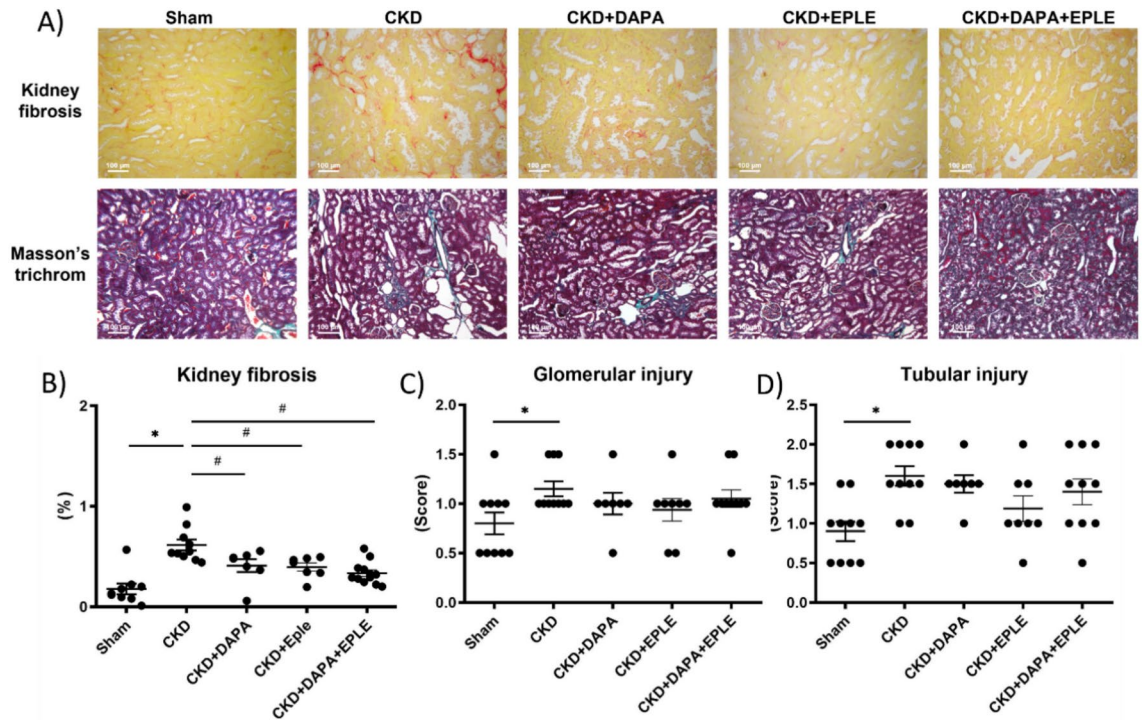 A)
Sham
CKD
CKD+DAPA
CKD+EPLE
CKD+DAPA+EPLE
Kidney
fibrosis
100 µm
100 µm
100 µm
100 µm
100 µm
Masson's
trichrom
100 µm
100 µm
100 µm
100 µm
100 µm
B)
Kidney fibrosis
2
1
0
(%)
*
#
#
#
Sham
CKD
CKD+DAPA
CKD+Eple
CKD+DAPA+EPLE
C)
Glomerular injury
2.0
1.5
1.0
0.5
0.0
(Score)
*
Sham
CKD
CKD+DAPA
CKD+EPLE
CKD+DAPA+EPLE
D)
Tubular injury
2.5
2.0
1.5
1.0
0.5
0.0
(Score)
*
Sham
CKD
CKD+DAPA
CKD+EPLE
CKD+DAPA+EPLE